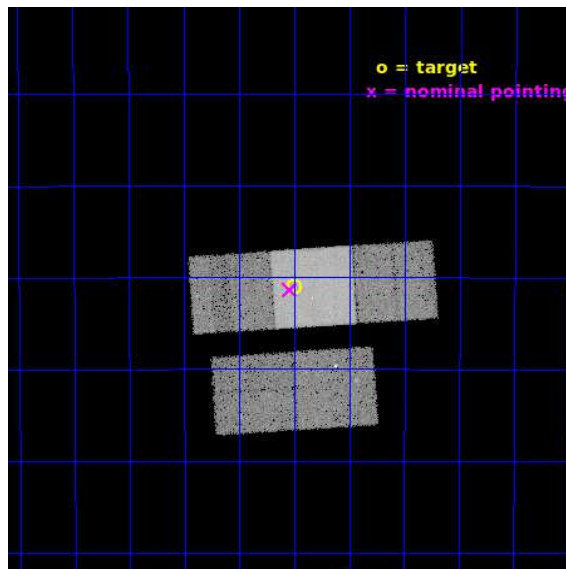 o = target
x = nominal pointing